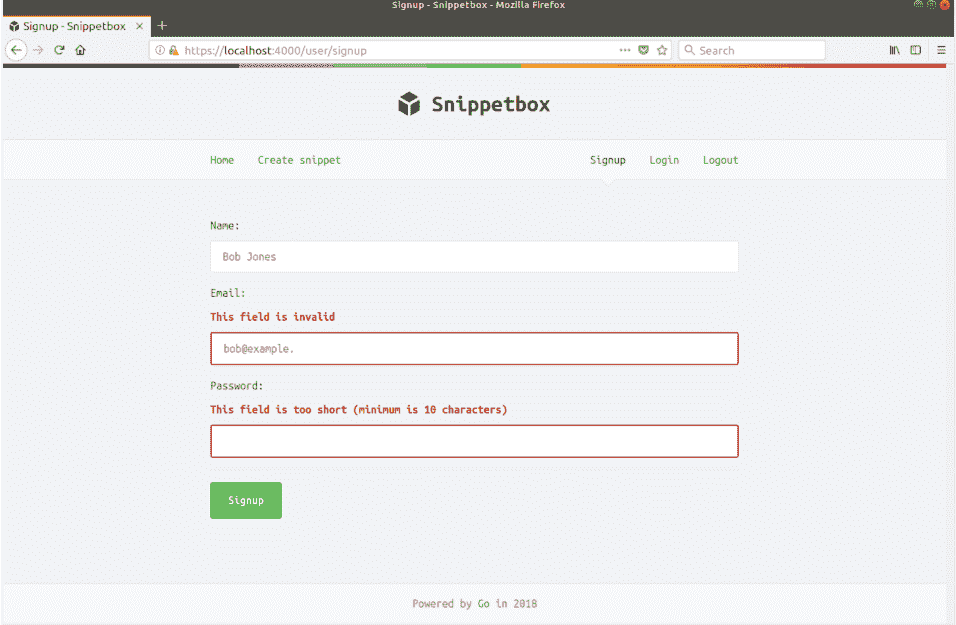 Signup - Snippetbox - Mozilla Firefox
Signup - Snippetbox
https://localhost:4000/user/signup
Search
Snippetbox
Home Create snippet Signup Login Logout
Name:
Bob Jones
Email:
This field is invalid
bob@example.
Password:
This field is too short (minimum is 10 characters)
Signup
Powered by Go in 2018